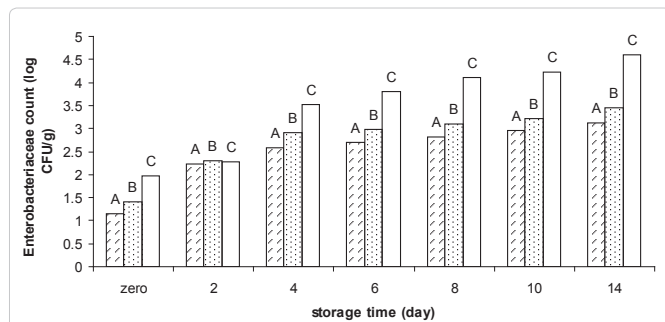 5
4.5
4
3.5
3
2.5
2
1.5
1
0.5
0
Enterobacteriaceae count (log
CFU/g)
A B C
A B C
A B C
A B C
A B C
A B C
A B C
zero 2 4 6 8 10 14
storage time (day)